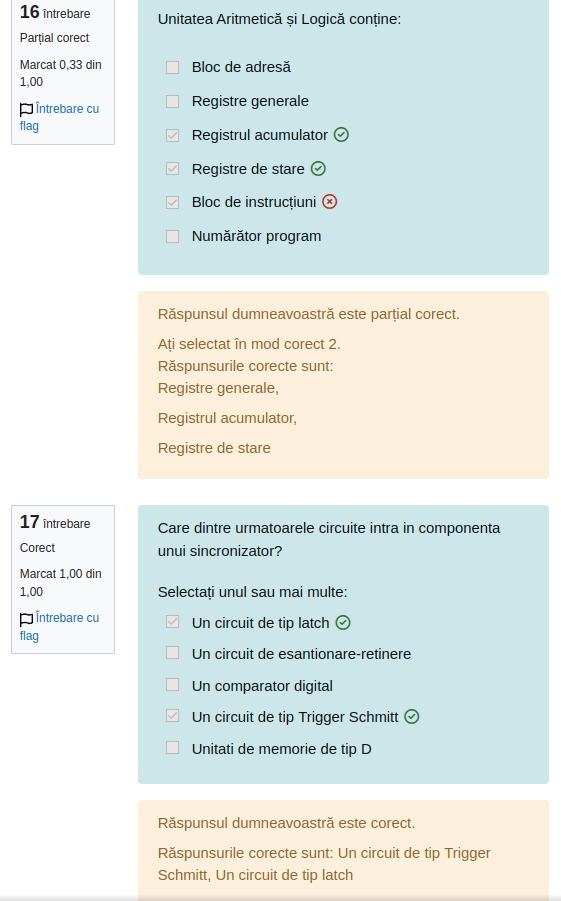 16 întrebare
Parțial corect
Marcat 0,33 din
1,00
Întrebare cu
flag
Unitatea Aritmetică și Logică conține:
Bloc de adresă
Registre generale
Registrul acumulator
Registre de stare
Bloc de instrucțiuni
Numărător program
Răspunsul dumneavoastră este parțial corect.
Ați selectat în mod corect 2.
Răspunsurile corecte sunt:
Registre generale,
Registrul acumulator,
Registre de stare
17 întrebare
Corect
Marcat 1,00 din
1,00
Întrebare cu
flag
Care dintre urmatoarele circuite intra in componenta
unui sincronizator?
Selectați unul sau mai multe:
Un circuit de tip latch
Un circuit de esantionare-retinere
Un comparator digital
Un circuit de tip Trigger Schmitt
Unitati de memorie de tip D
Răspunsul dumneavoastră este corect.
Răspunsurile corecte sunt: Un circuit de tip Trigger
Schmitt, Un circuit de tip latch